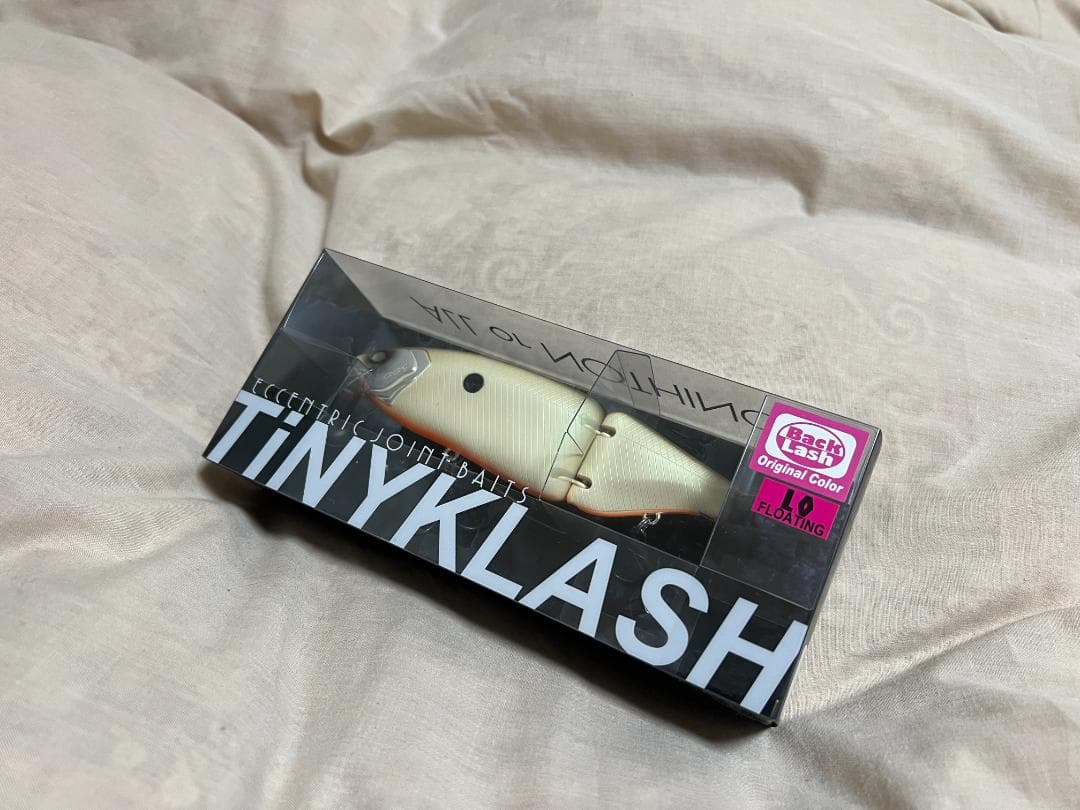 ALL or NOTHING
ECCENTRIC JOINT BAITS
TiNYKLASH
Back
Lash
Original Color
LO
FLOATING